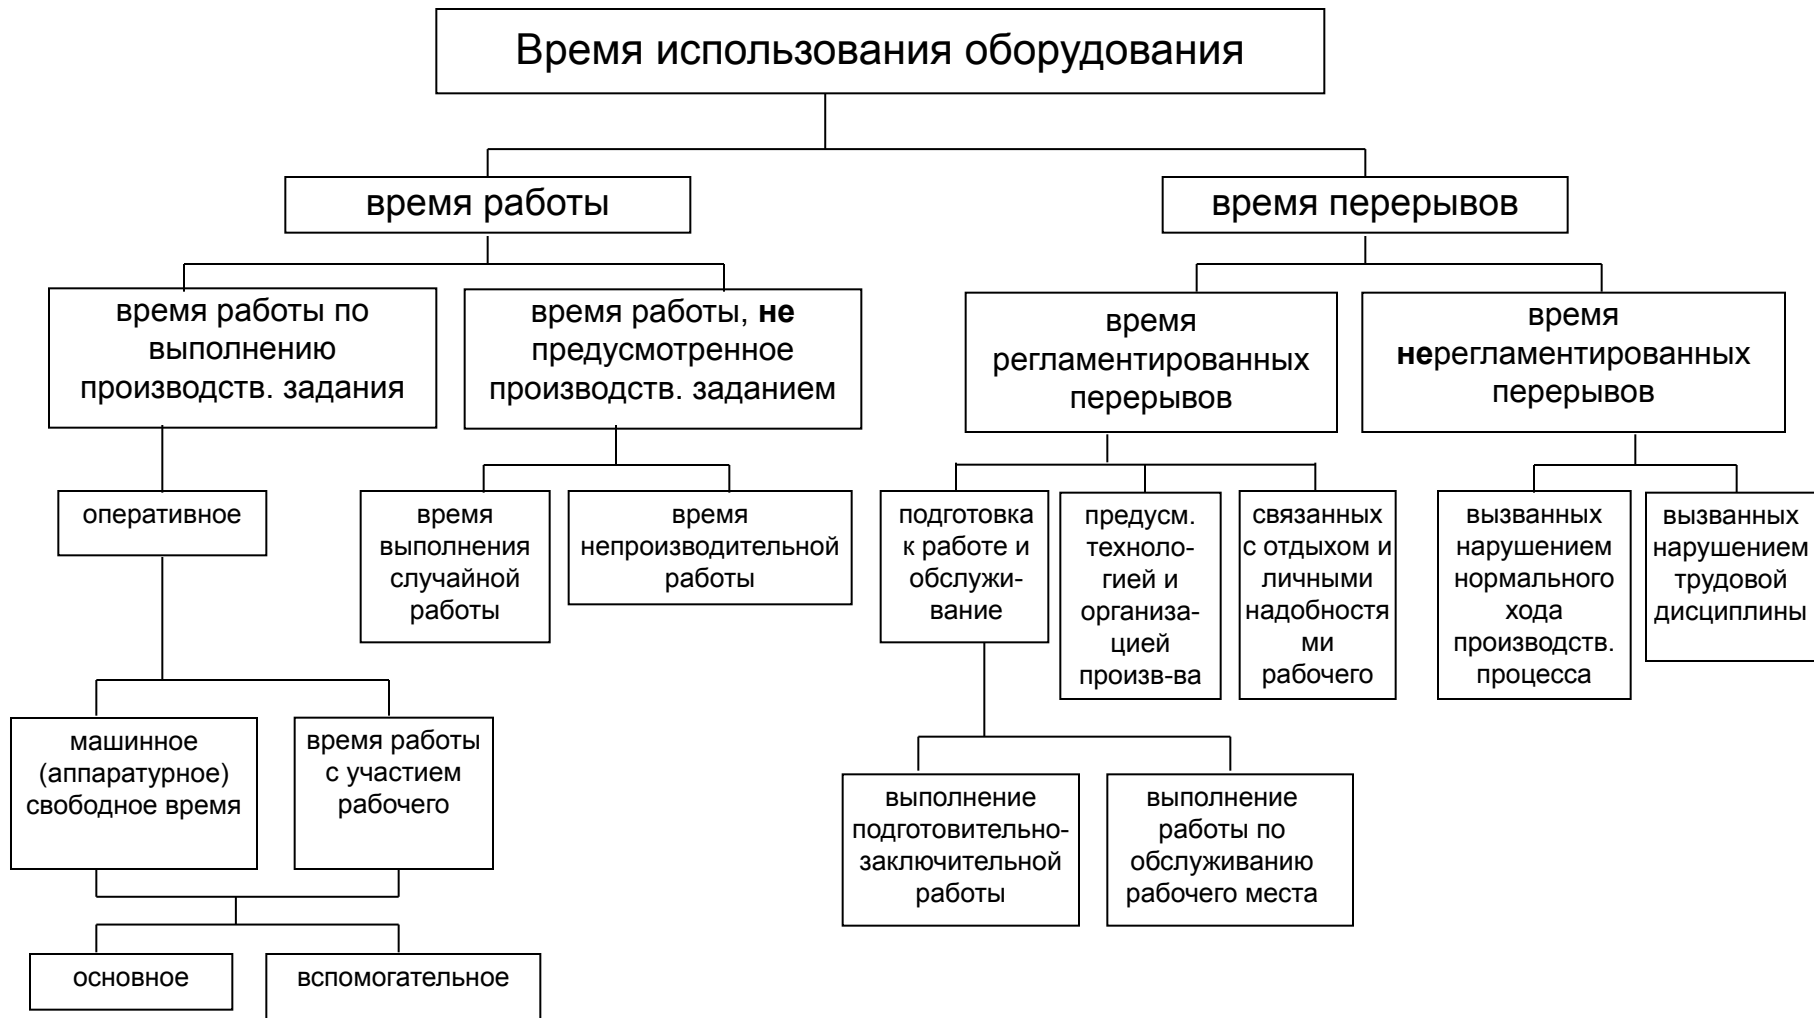 Время использования оборудования
время работы
время перерывов
время работы по
выполнению
производств. задания
время работы, не
предусмотренное
производств. заданием
время
регламентированных
перерывов
время
нерегламентированных
перерывов
оперативное
время
выполнения
случайной
работы
время
непроизводительной
работы
подготовка
к работе и
обслужи-
вание
предусм.
техноло-
гией и
организа-
цией
произв-ва
связанных
с отдыхом и
личными
надобностя
ми
рабочего
вызванных
нарушением
нормального
хода
производств.
процесса
вызванных
нарушением
трудовой
дисциплины
машинное
(аппаратурное)
свободное время
время работы
с участием
рабочего
выполнение
подготовительно-
заключительной
работы
выполнение
работы по
обслуживанию
рабочего места
основное
вспомогательное